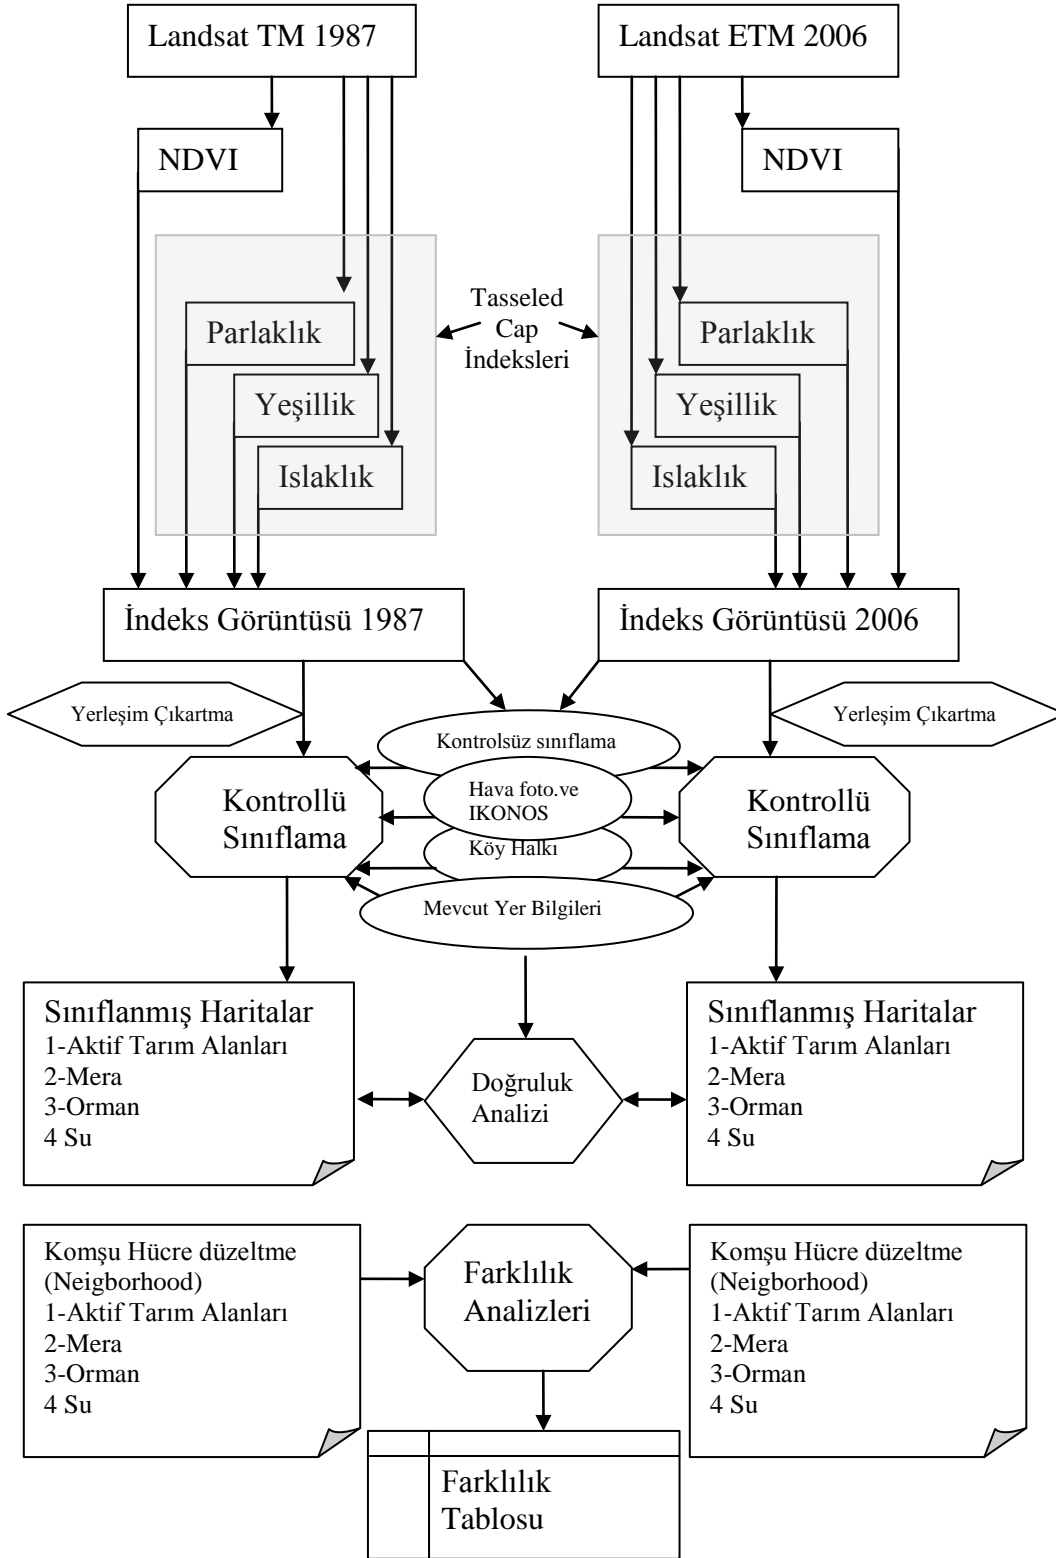 Landsat TM 1987
Landsat ETM 2006
NDVI
NDVI
Tasseled
Cap
İndeksleri
Parlaklık
Yeşillik
Islaklık
Parlaklık
Yeşillik
Islaklık
İndeks Görüntüsü 1987
İndeks Görüntüsü 2006
Yerleşim Çıkartma
Yerleşim Çıkartma
Kontrolsüz sınıflama
Hava foto.ve
IKONOS
Köy Halkı
Mevcut Yer Bilgileri
Kontrollü
Sınıflama
Kontrollü
Sınıflama
Sınıflanmış Haritalar
1-Aktif Tarım Alanları
2-Mera
3-Orman
4 Su
Doğruluk
Analizi
Sınıflanmış Haritalar
1-Aktif Tarım Alanları
2-Mera
3-Orman
4 Su
Komşu Hücre düzeltme
(Neigborhood)
1-Aktif Tarım Alanları
2-Mera
3-Orman
4 Su
Farklılık
Analizleri
Komşu Hücre düzeltme
(Neigborhood)
1-Aktif Tarım Alanları
2-Mera
3-Orman
4 Su
Farklılık
Tablosu